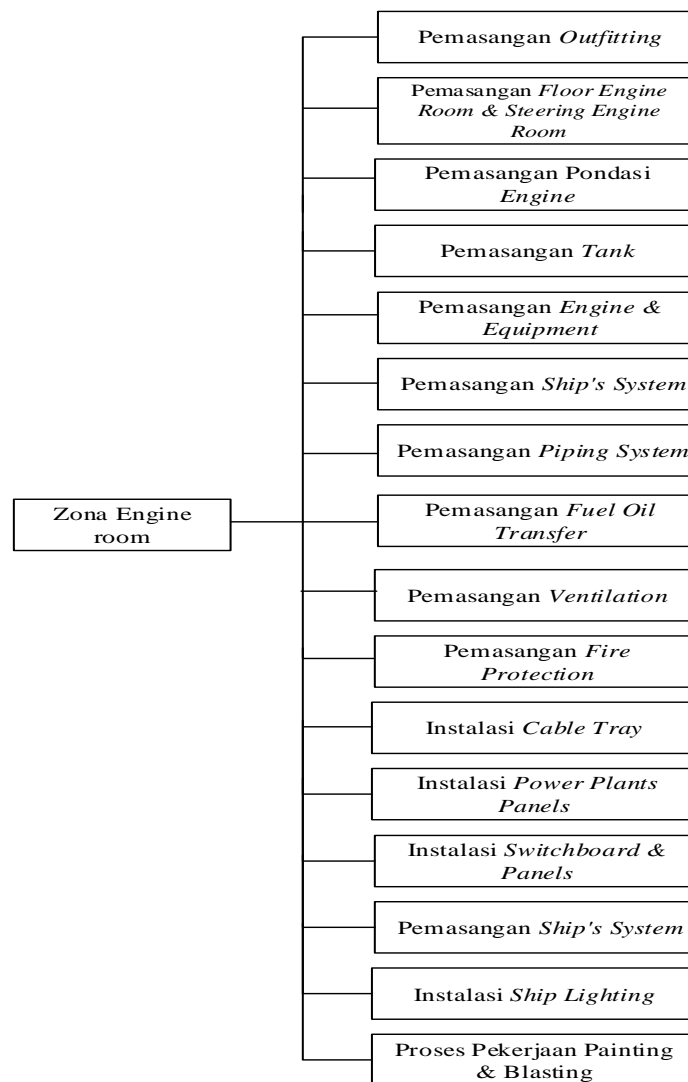 Pemasangan Outfitting
Pemasangan Floor Engine
Room & Steering Engine
Room
Pemasangan Pondasi
Engine
Pemasangan Tank
Pemasangan Engine &
Equipment
Pemasangan Ship's System
Pemasangan Piping System
Zona Engine
room
Pemasangan Fuel Oil
Transfer
Pemasangan Ventilation
Pemasangan Fire
Protection
Instalasi Cable Tray
Instalasi Power Plants
Panels
Instalasi Switchboard &
Panels
Pemasangan Ship's System
Instalasi Ship Lighting
Proses Pekerjaan Painting
& Blasting